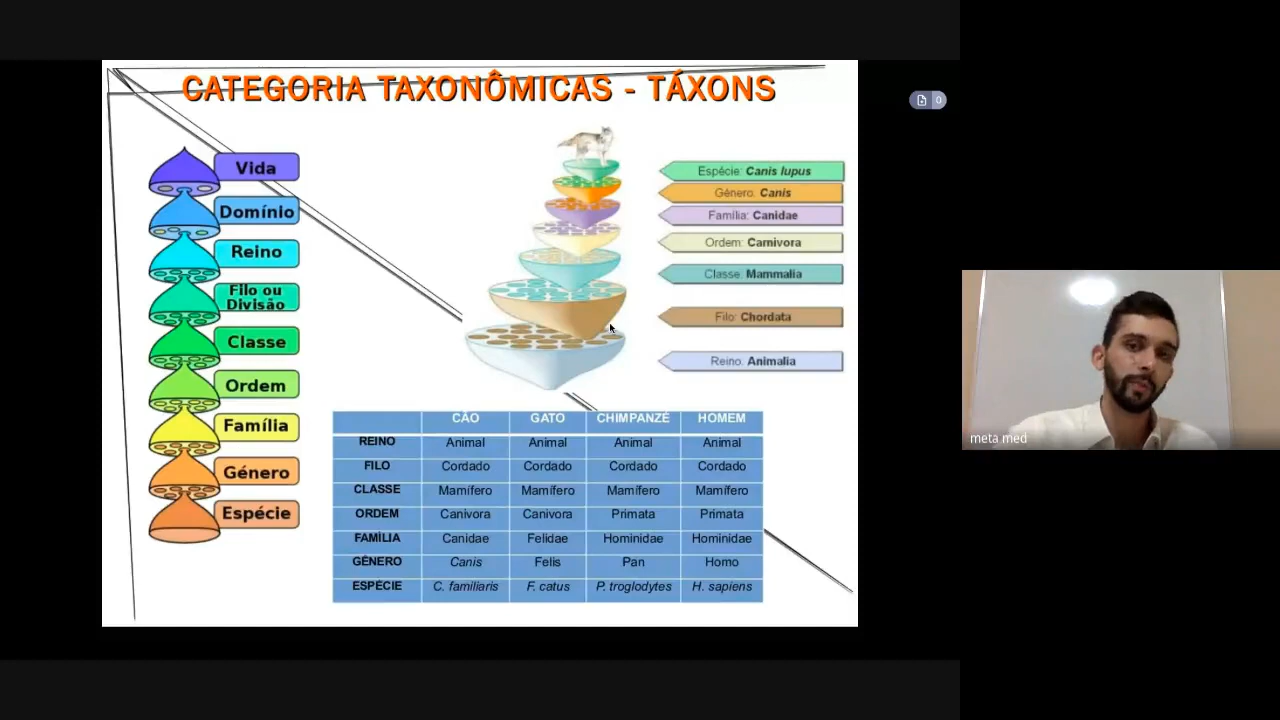 CATEGORIA TAXONÔMICAS - TÁXONS
Vida
Domínio
Reino
Filo ou
Divisão
Classe
Ordem
Família
Género
Espécie
Espécie: Canis lupus
Gênero: Canis
Família: Canidae
Ordem: Carnivora
Classe: Mammalia
Filo: Chordata
Reino: Animalia
CÃO GATO CHIMPANZÉ HOMEM
REINO Animal Animal Animal Animal
FILO Cordado Cordado Cordado Cordado
CLASSE Mamífero Mamífero Mamífero Mamífero
ORDEM Canivora Canivora Primata Primata
FAMÍLIA Canidae Felidae Hominidae Hominidae
GÊNERO Canis Felis Pan Homo
ESPÉCIE C. familiaris F. catus P. troglodytes H. sapiens
0
meta med